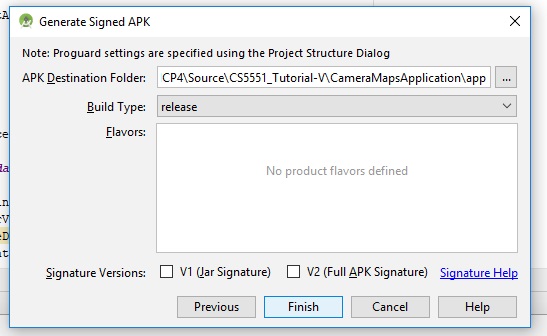 Generate Signed APK
Note: Proguard settings are specified using the Project Structure Dialog
APK Destination Folder: CP4\Source\CS5551_Tutorial-V\CameraMapsApplication\app ...
Build Type: release
Flavors:
No product flavors defined
Signature Versions: V1 (Jar Signature) V2 (Full APK Signature) Signature Help
Previous Finish Cancel Help